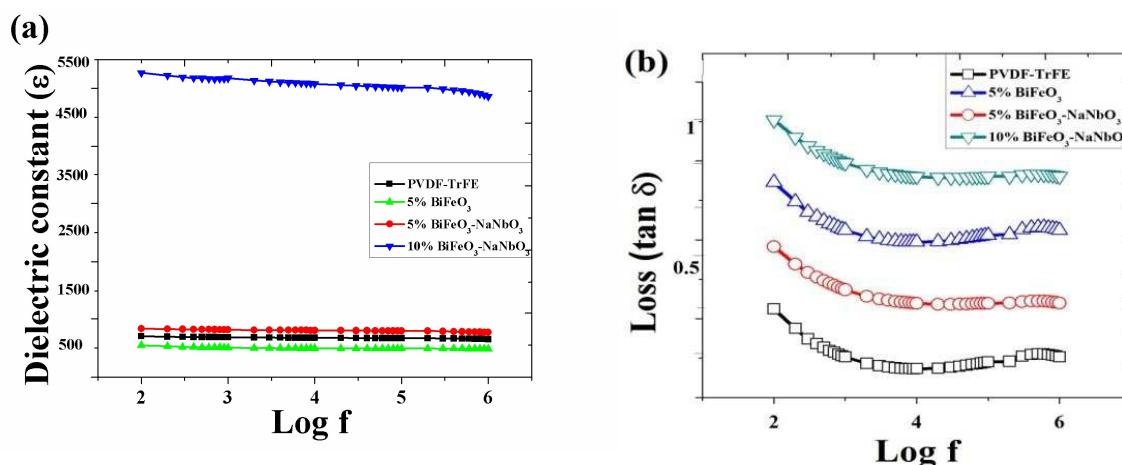 (a)
Dielectric constant (ε)
5500
4500
3500
2500
1500
500
PVDF-TrFE
5% BiFeO₃
5% BiFeO₃-NaNbO₃
10% BiFeO₃-NaNbO₃
2 3 4 5 6
Log f
(b)
Loss (tan δ)
1
0.5
PVDF-TrFE
5% BiFeO₃
5% BiFeO₃-NaNbO₃
10% BiFeO₃-NaNbO
2 4 6
Log f